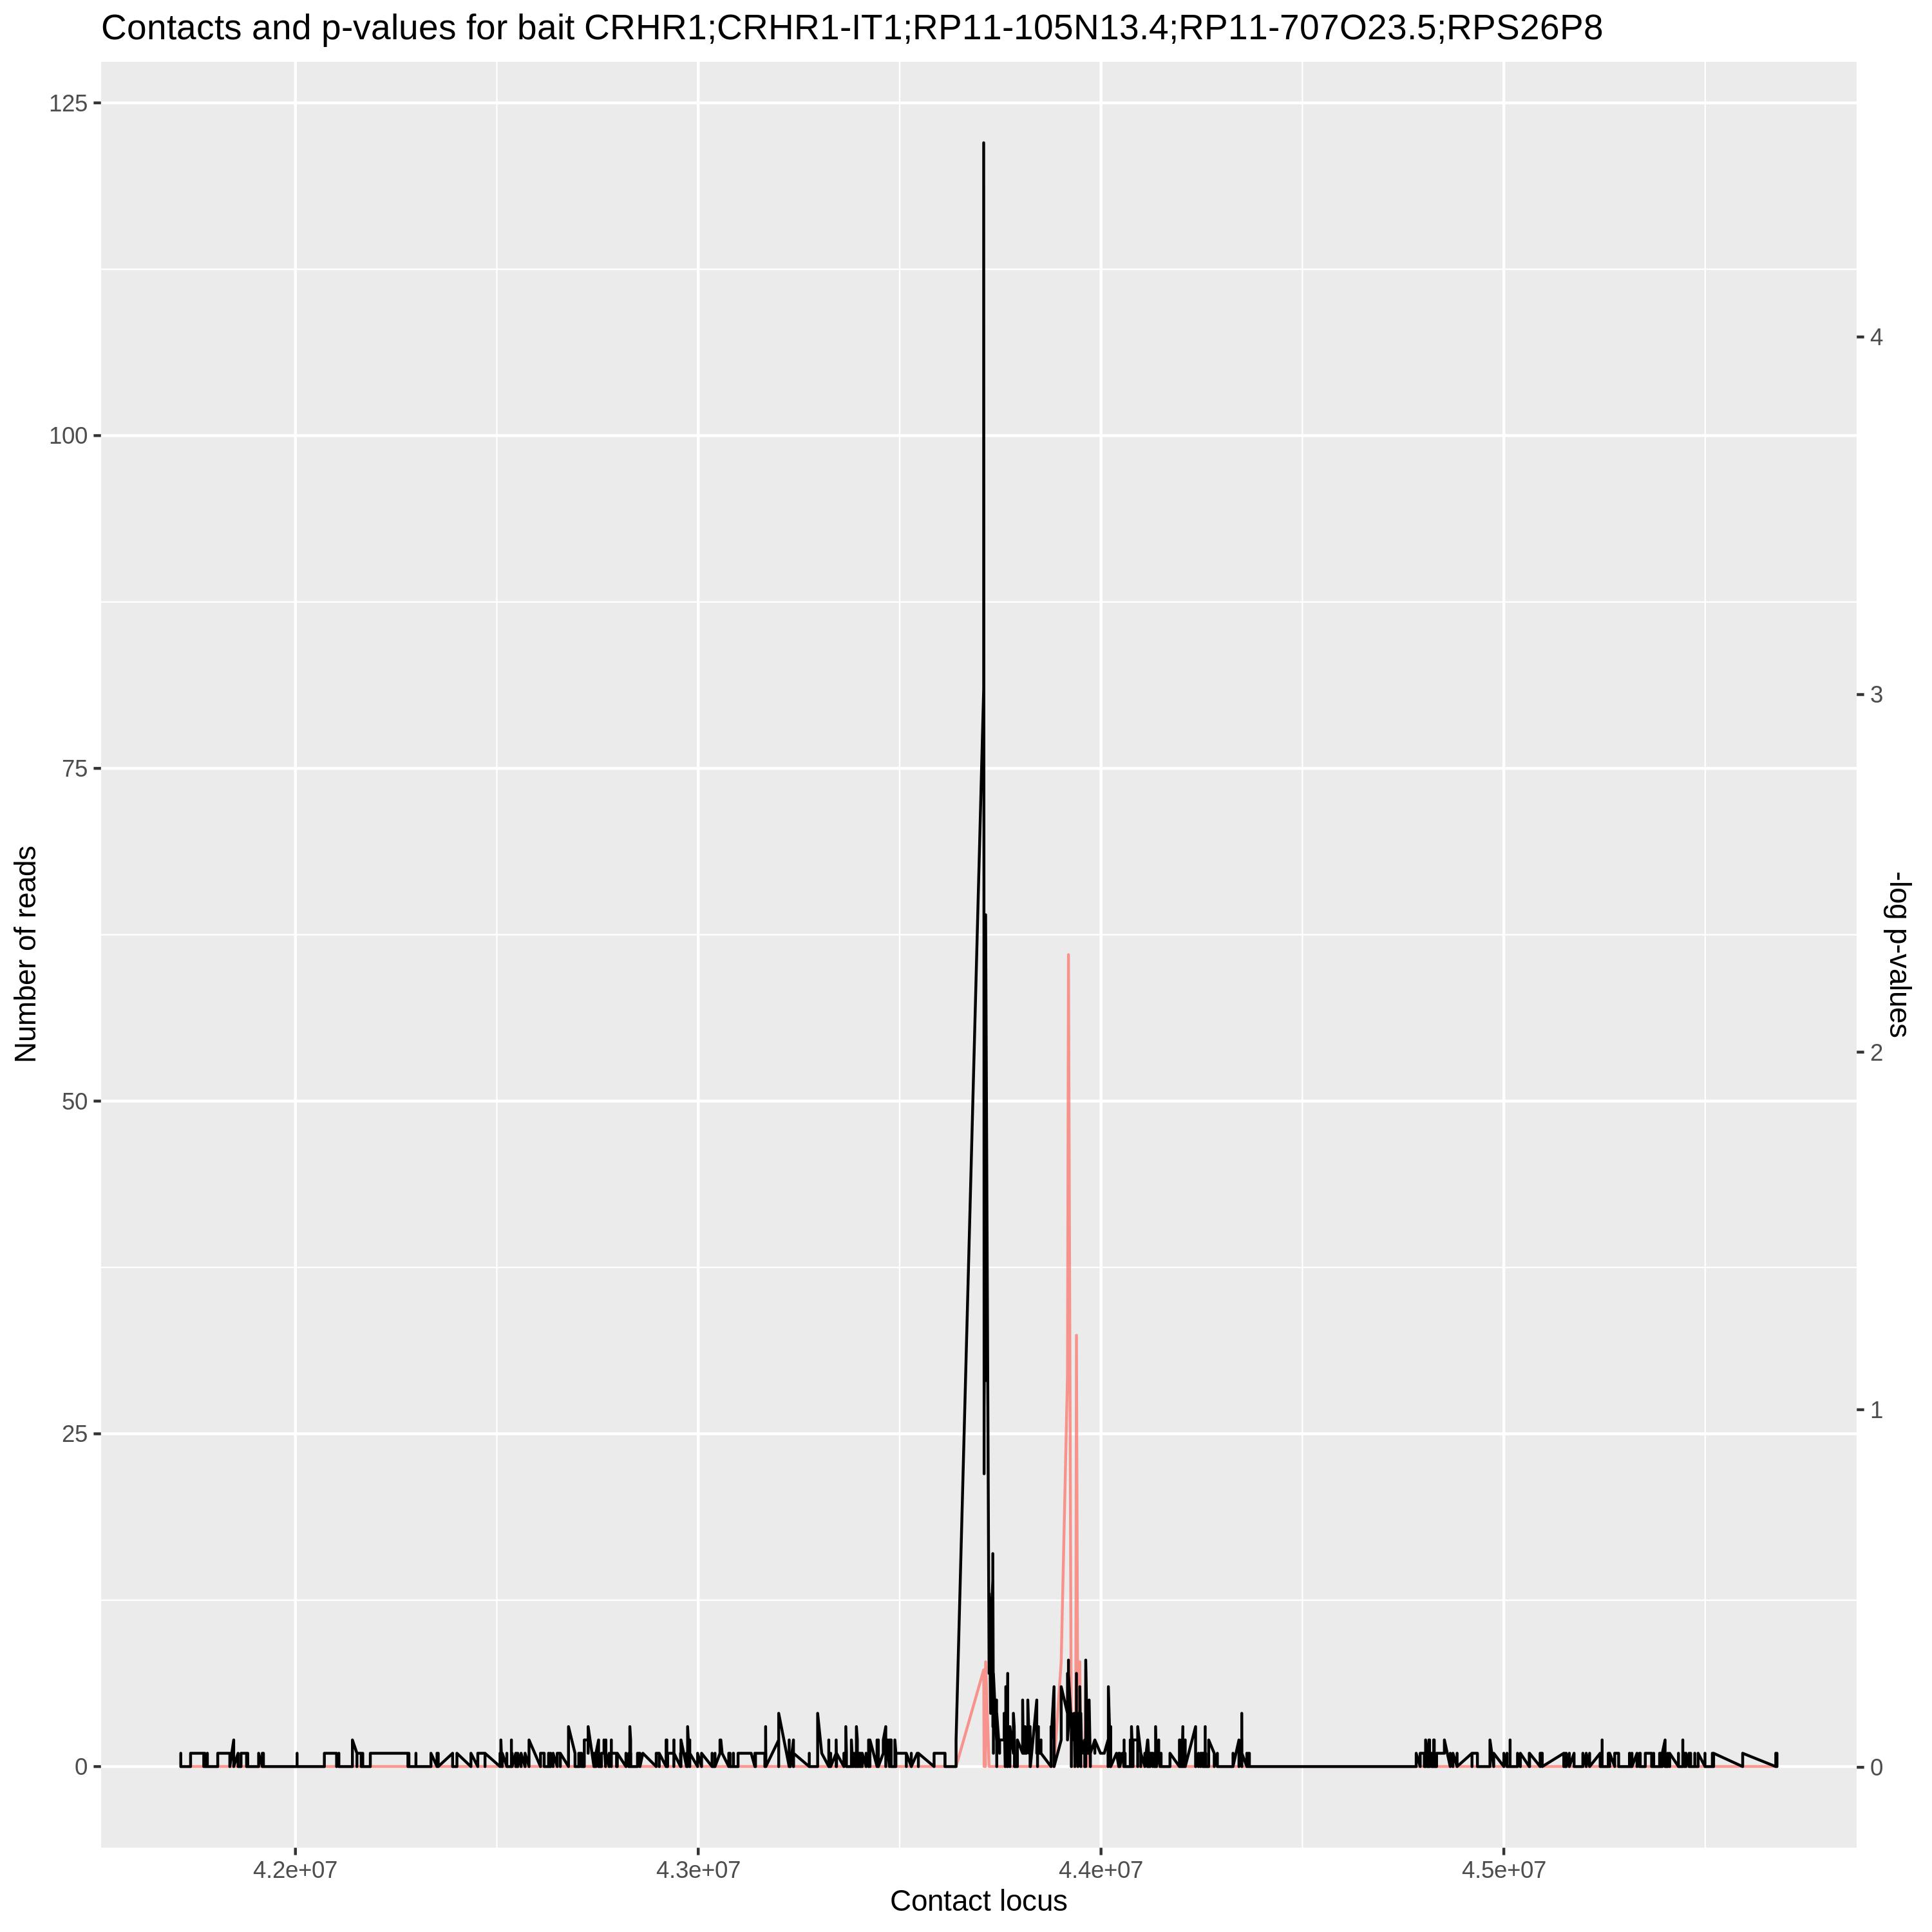 Contacts and p-values for bait CRHR1;CRHR1-IT1;RP11-105N13.4;RP11-707O23.5;RPS26P8
125
100
75
50
25
0
Number of reads
4
3
2
1
0
-log p-values
4.2e+07
4.3e+07
4.4e+07
4.5e+07
Contact locus